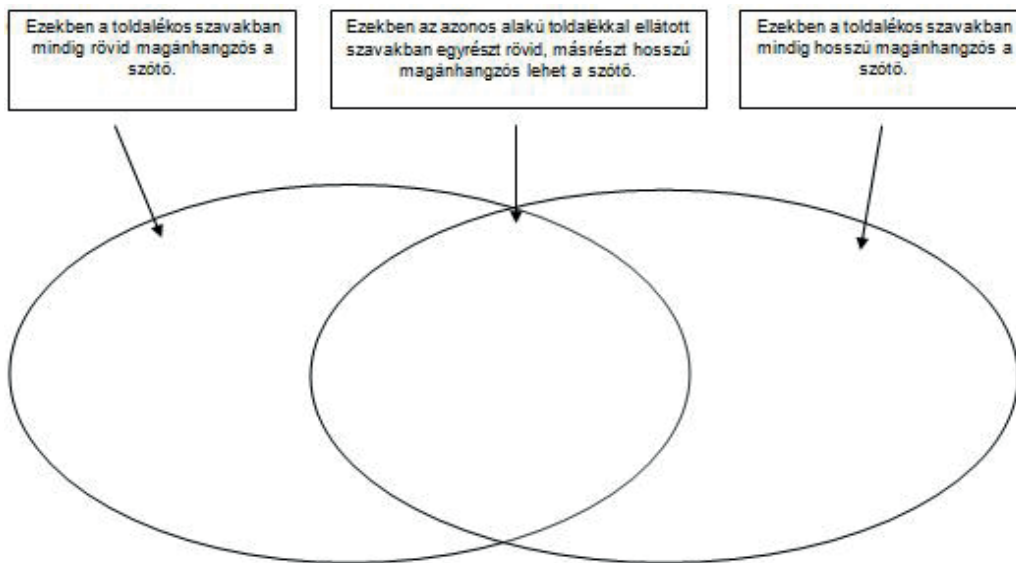 Ezekben a toldalékos szavakban
mindig rövid magánhangzós a
szótő.
Ezekben az azonos alakú toldalékkal ellátott
szavakban egyrészt rövid, másrészt hosszú
magánhangzós lehet a szótő.
Ezekben a toldalékos szavakban
mindig hosszú magánhangzós a
szótő.